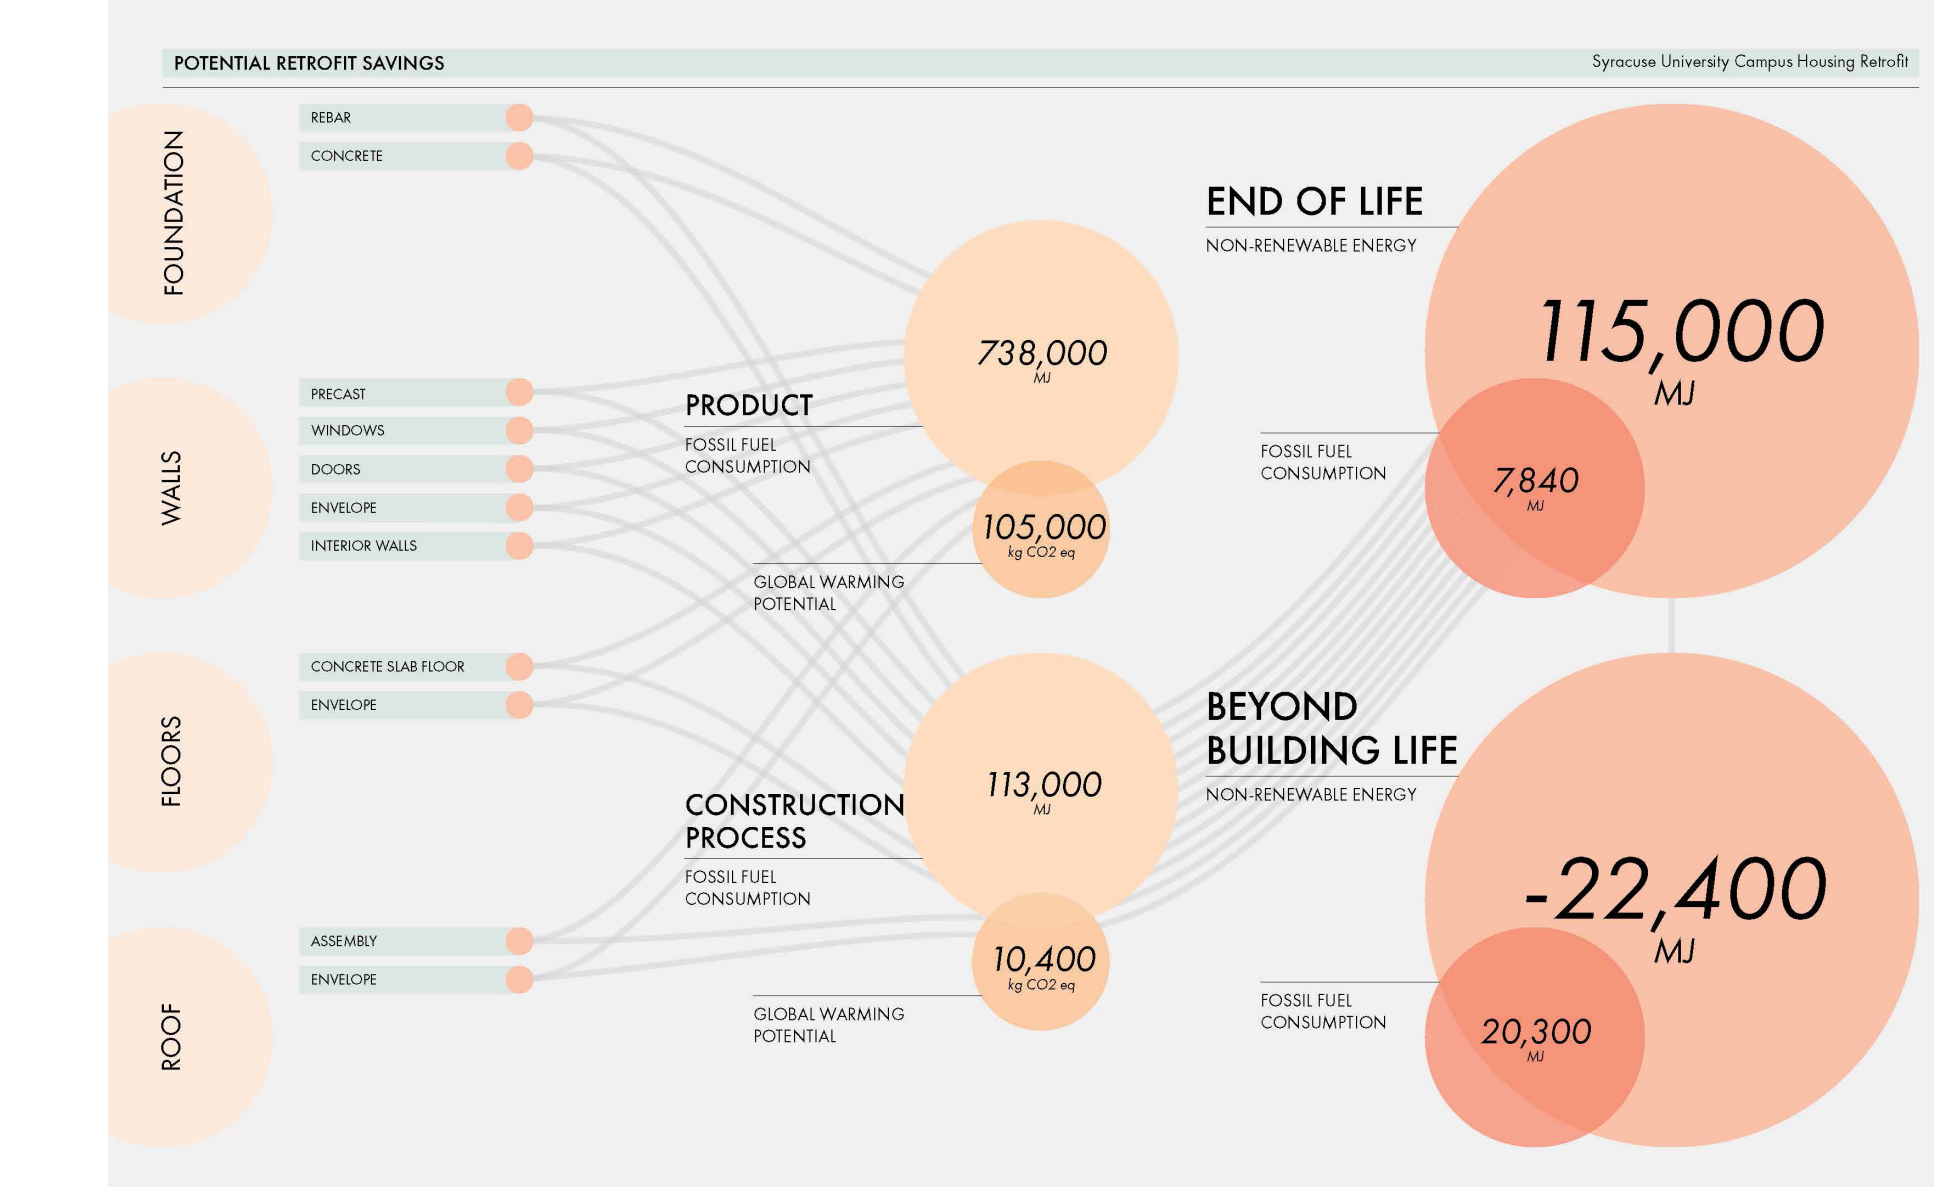 POTENTIAL RETROFIT SAVINGS
Syracuse University Campus Housing Retrofit
FOUNDATION
REBAR
CONCRETE
WALLS
PRECAST
WINDOWS
DOORS
ENVELOPE
INTERIOR WALLS
FLOORS
CONCRETE SLAB FLOOR
ENVELOPE
ROOF
ASSEMBLY
ENVELOPE
PRODUCT
FOSSIL FUEL
CONSUMPTION
738,000
MJ
GLOBAL WARMING
POTENTIAL
105,000
kg CO2 eq
CONSTRUCTION
PROCESS
FOSSIL FUEL
CONSUMPTION
113,000
MJ
GLOBAL WARMING
POTENTIAL
10,400
kg CO2 eq
END OF LIFE
NON-RENEWABLE ENERGY
115,000
MJ
FOSSIL FUEL
CONSUMPTION
7,840
MJ
BEYOND
BUILDING LIFE
NON-RENEWABLE ENERGY
-22,400
MJ
FOSSIL FUEL
CONSUMPTION
20,300
MJ